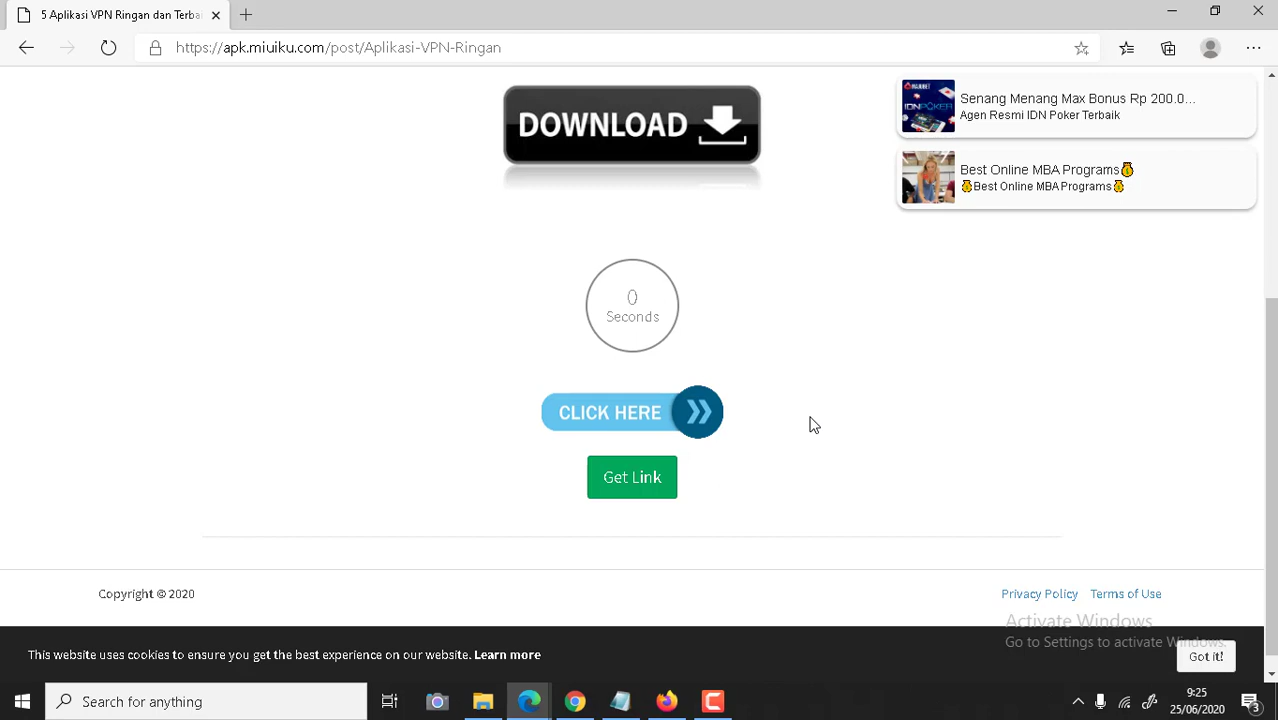 5 Aplikasi VPN Ringan dan Terba
https://apk.miuiku.com/post/Aplikasi-VPN-Ringan
DOWNLOAD
MAJUBET
IDN POKER
Senang Menang Max Bonus Rp 200.0...
Agen Resmi IDN Poker Terbaik
Best Online MBA Programs💰
💰Best Online MBA Programs💰
0
Seconds
CLICK HERE
Get Link
Copyright © 2020
Privacy Policy Terms of Use
Activate Windows
Go to Settings to activate Windows.
This website uses cookies to ensure you get the best experience on our website. Learn more
Got it!
Search for anything
9:25
25/06/2020
3